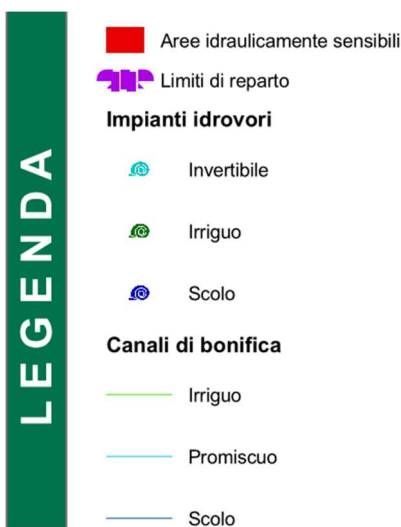 LEGENDA
Aree idraulicamente sensibili
Limiti di reparto
Impianti idrovori
Invertibile
Irriguo
Scolo
Canali di bonifica
Irriguo
Promiscuo
Scolo